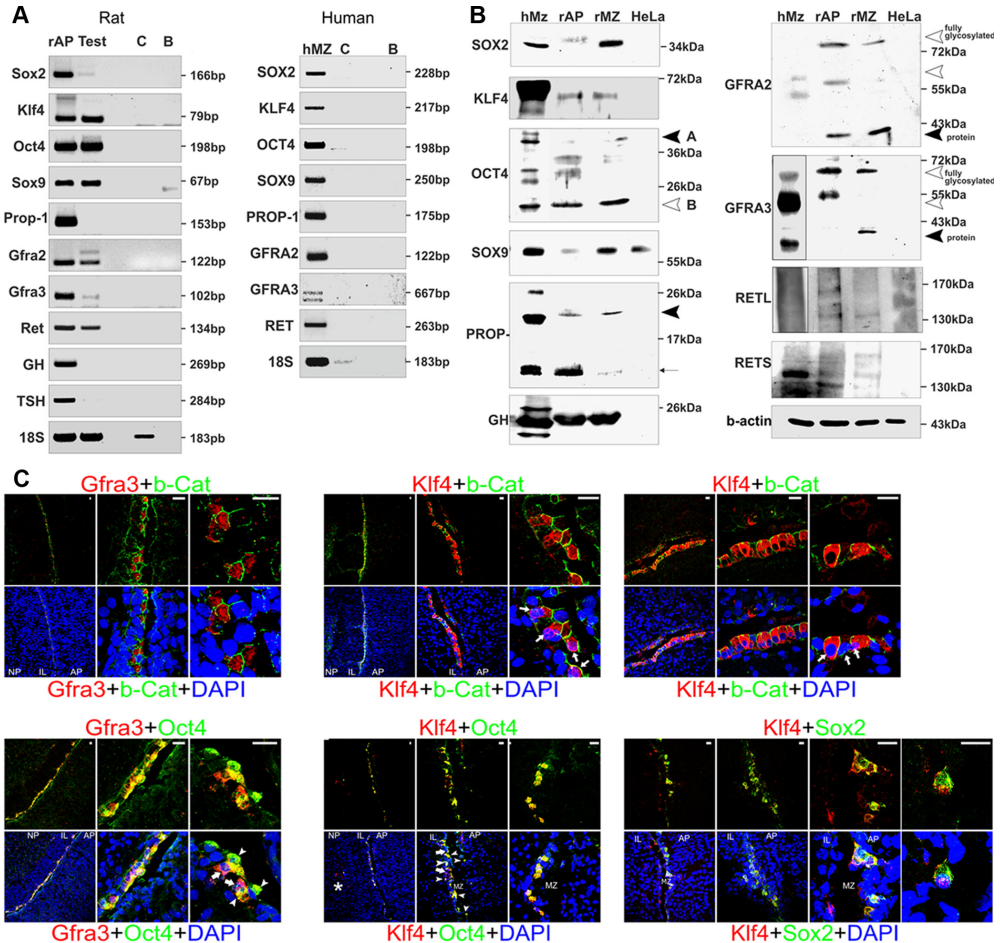 A
Rat
rAP Test C B
Sox2 166bp
Klf4 79bp
Oct4 198bp
Sox9 67bp
Prop-1 153bp
Gfra2 122bp
Gfra3 102bp
Ret 134bp
GH 269bp
TSH 284bp
18S 183pb
Human
hMZ C B
SOX2 228bp
KLF4 217bp
OCT4 198bp
SOX9 250bp
PROP-1 175bp
GFRA2 122bp
GFRA3 667bp
RET 263bp
18S 183bp
B
hMz rAP rMZ HeLa
SOX2 34kDa
72kDa
KLF4
A
36kDa
OCT4
26kDa
B
SOX9
55kDa
26kDa
PROP-
17kDa
26kDa
GH
hMz rAP rMZ HeLa
fully glycosylated
72kDa
GFRA2
55kDa
43kDa
protein
72kDa
fully glycosylated
55kDa
GFRA3
43kDa
protein
170kDa
RETL
130kDa
170kDa
RETS
130kDa
b-actin 43kDa
C
Gfra3+b-Cat
NP IL AP
Gfra3+b-Cat+DAPI
Klf4+b-Cat
NP IL AP
Klf4+b-Cat+DAPI
Klf4+b-Cat
NP IL AP
Klf4+b-Cat+DAPI
Gfra3+Oct4
NP IL AP
Gfra3+Oct4+DAPI
Klf4+Oct4
NP IL AP IL AP
* MZ MZ
Klf4+Oct4+DAPI
Klf4+Sox2
IL AP IL AP
MZ MZ
Klf4+Sox2+DAPI